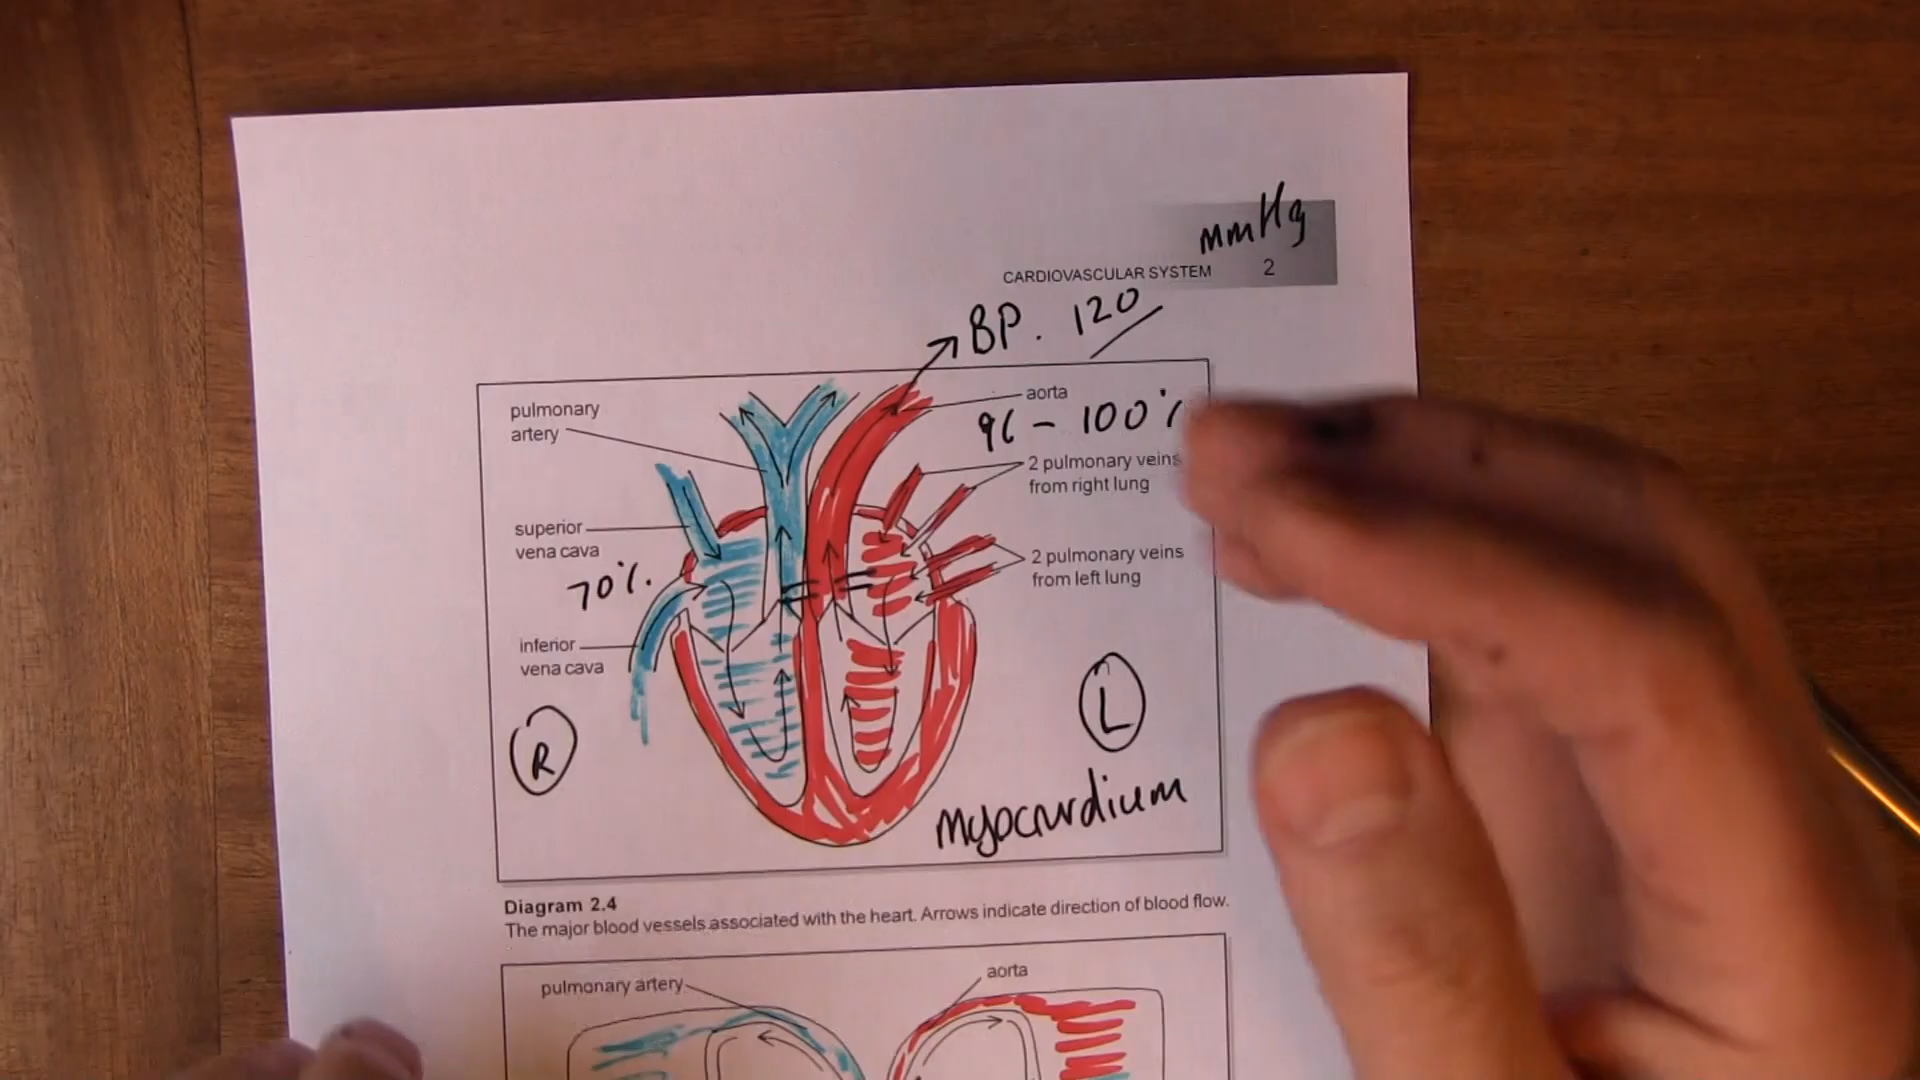 mmHg
CARDIOVASCULAR SYSTEM 2
BP. 120
pulmonary
artery
aorta
96 - 100%
2 pulmonary veins
from right lung
superior
vena cava
70%.
2 pulmonary veins
from left lung
inferior
vena cava
R
L
myocardium
Diagram 2.4
The major blood vessels associated with the heart. Arrows indicate direction of blood flow.
pulmonary artery
aorta